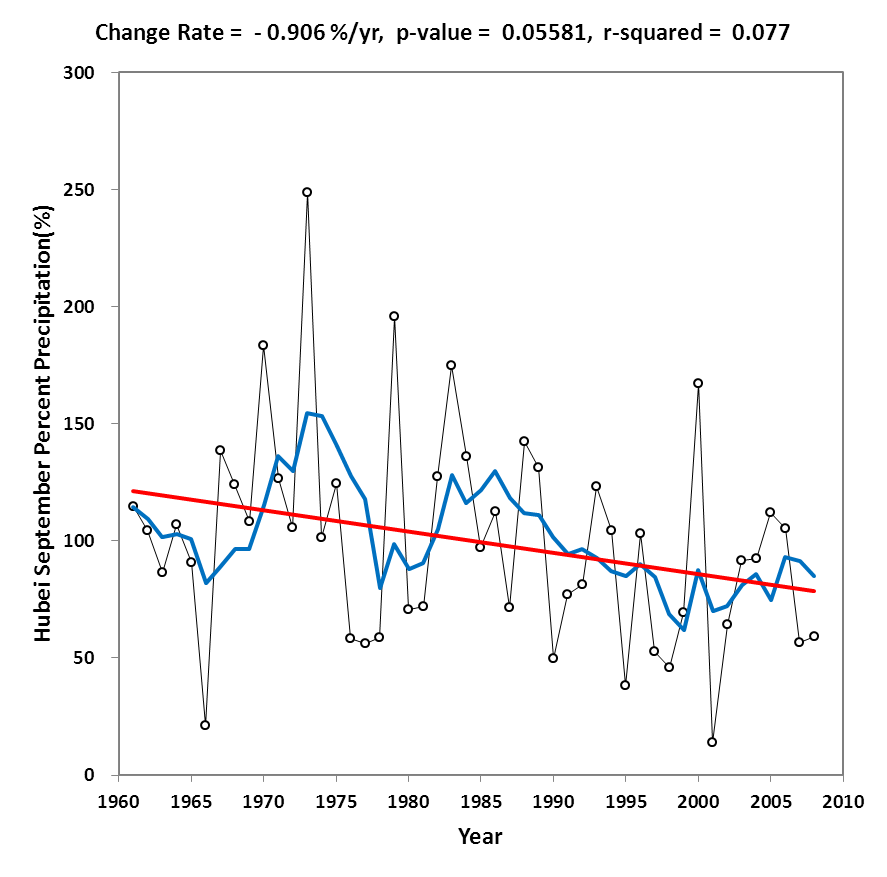 Change Rate = - 0.906 %/yr, p-value = 0.05581, r-squared = 0.077
300
250
200
150
100
50
0
Hubei September Percent Precipitation(%)
1960 1965 1970 1975 1980 1985 1990 1995 2000 2005 2010
Year